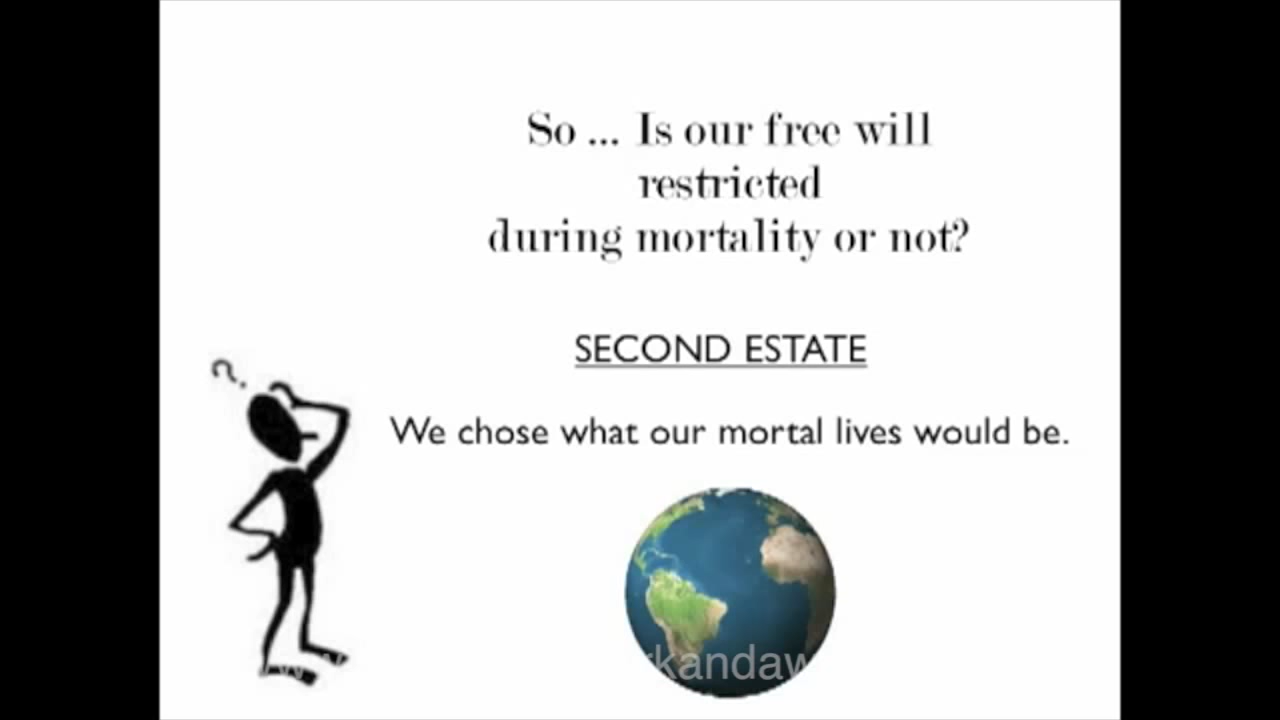 So ... Is our free will
restricted
during mortality or not?
SECOND ESTATE
?.
We chose what our mortal lives would be.